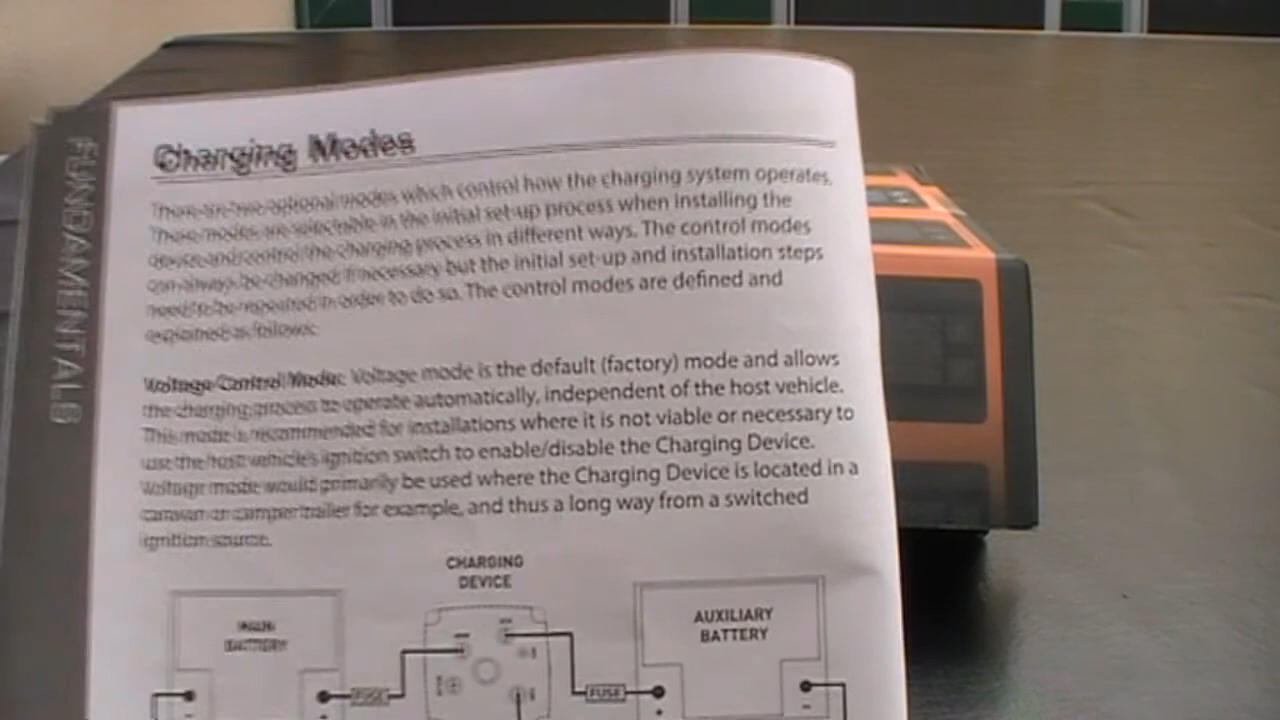 FUNDAMENTALS
Charging Modes
There are two optional modes which control how the charging system operates.
These modes are selectable in the initial set-up process when installing the
device and control the charging process in different ways. The control modes
can always be changed if necessary but the initial set-up and installation steps
need to be repeated in order to do so. The control modes are defined and
explained as follows:
Voltage Control Mode: Voltage mode is the default (factory) mode and allows
the charging process to operate automatically, independent of the host vehicle.
This mode is recommended for installations where it is not viable or necessary to
use the host vehicle's ignition switch to enable/disable the Charging Device.
Voltage mode would primarily be used where the Charging Device is located in a
caravan or camper trailer for example, and thus a long way from a switched
ignition source.
CHARGING
DEVICE
MAIN
BATTERY
AUXILIARY
BATTERY
FUSE
FUSE
- + + -